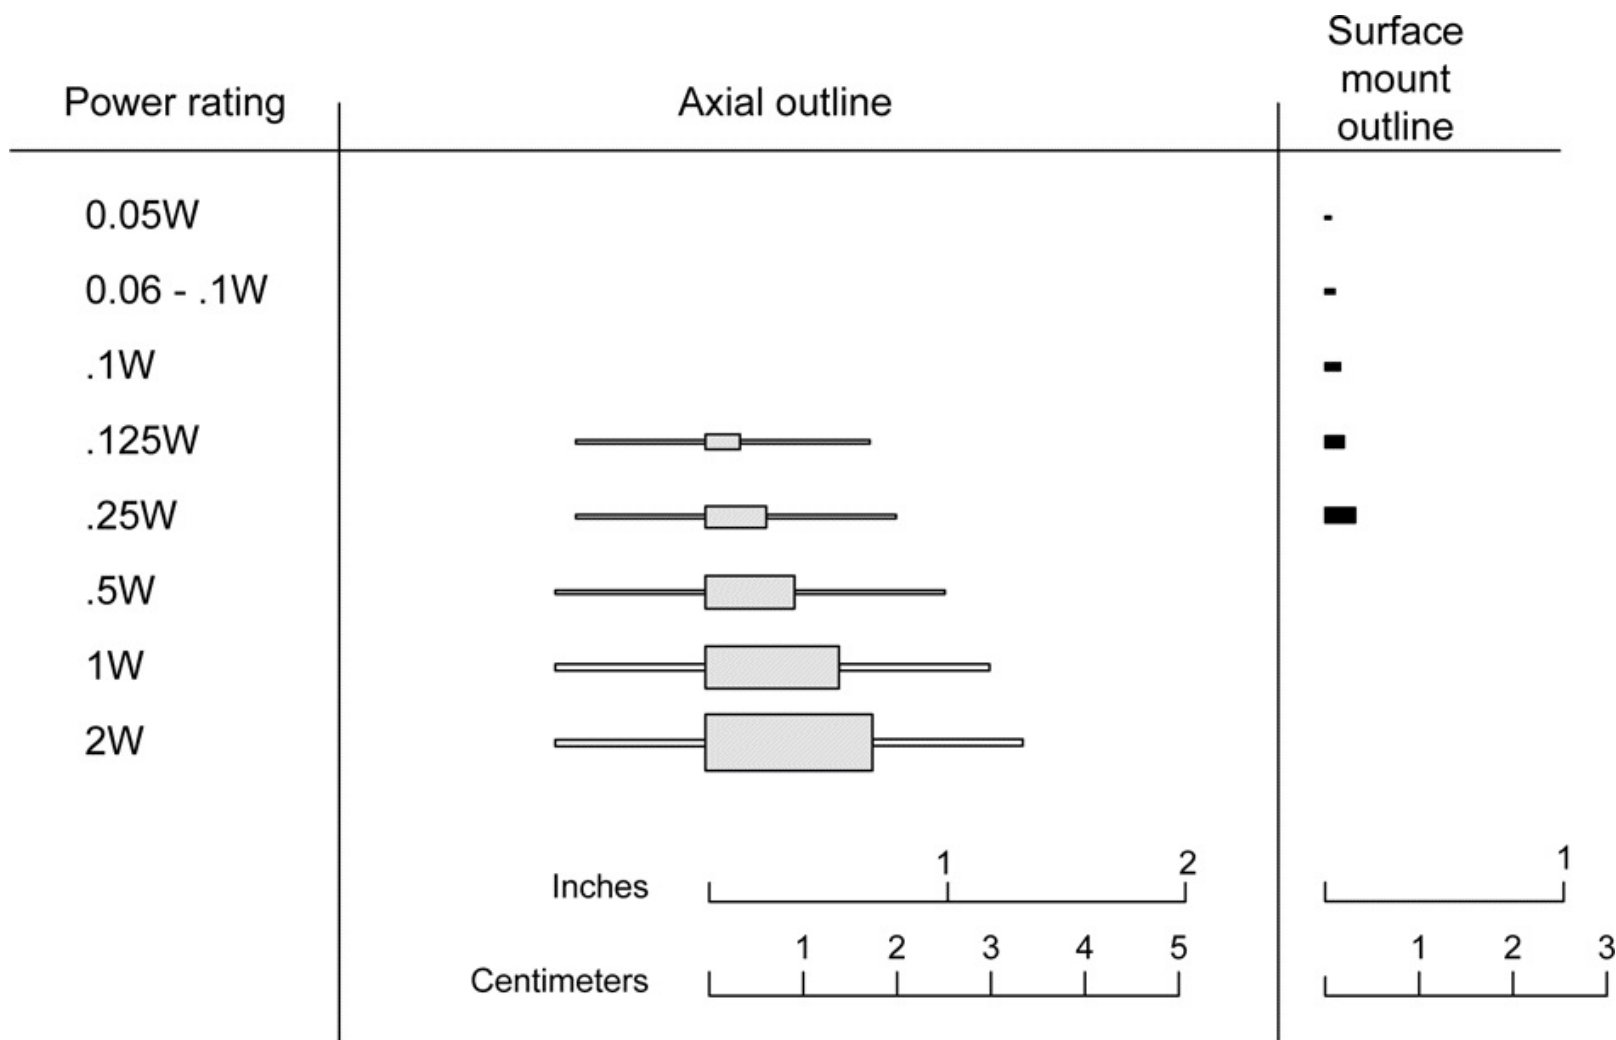 Surface
mount
outline
Power rating
Axial outline
0.05W
0.06 - .1W
.1W
.125W
.25W
.5W
1W
2W
1 2
Inches
1
1 2 3 4 5
Centimeters
1 2 3